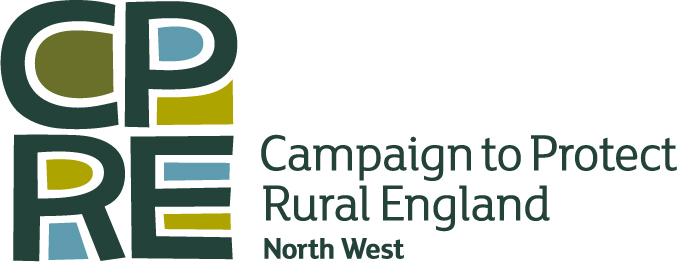 CP
RE
Campaign to Protect
Rural England
North West